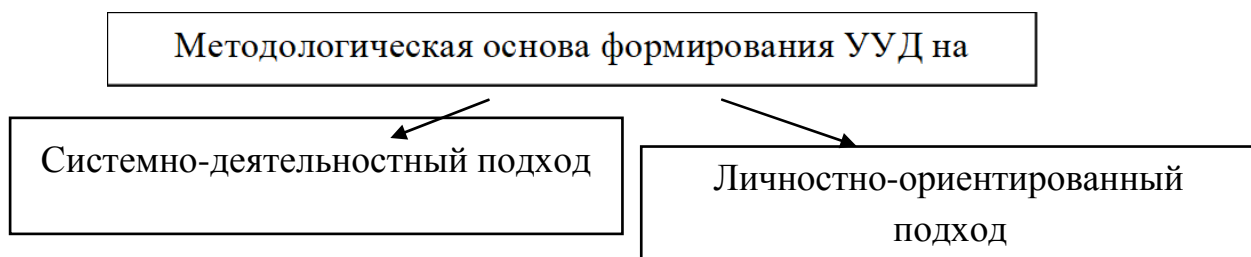 Методологическая основа формирования УУД на
Системно-деятельностный подход
Личностно-ориентированный
подход